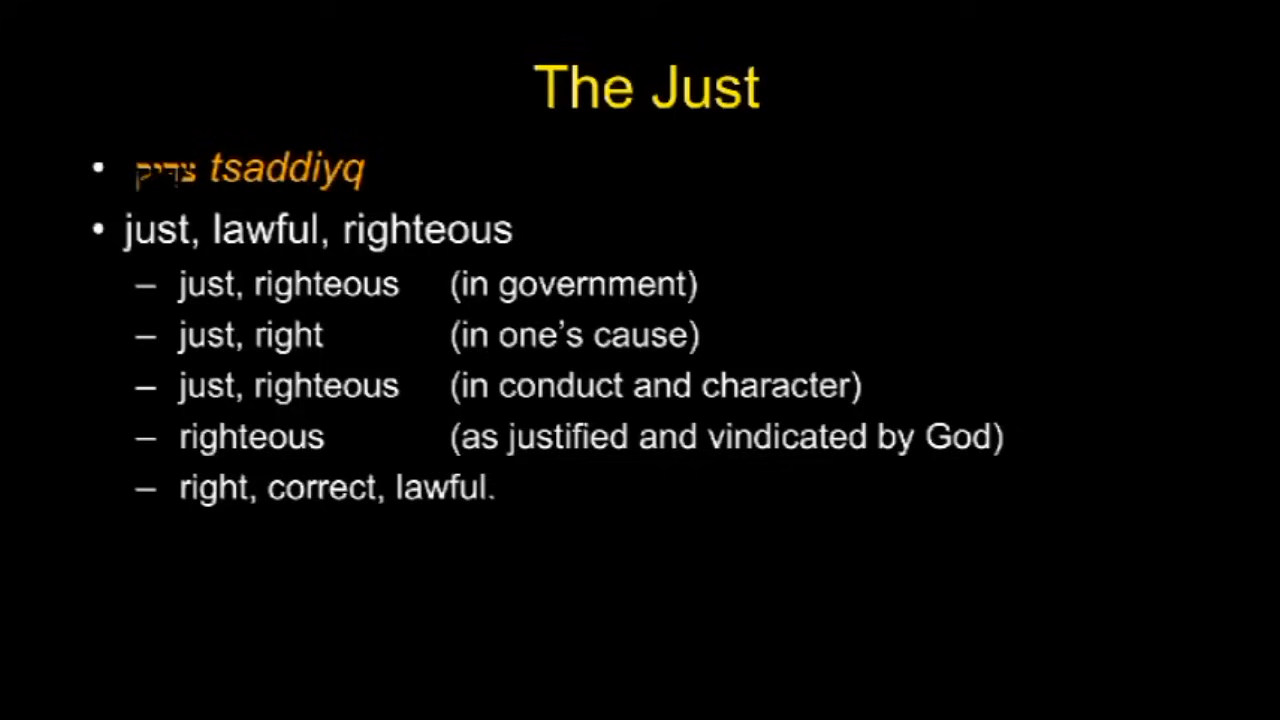 The Just
• צדיק tsaddiyq
• just, lawful, righteous
– just, righteous (in government)
– just, right (in one’s cause)
– just, righteous (in conduct and character)
– righteous (as justified and vindicated by God)
– right, correct, lawful.